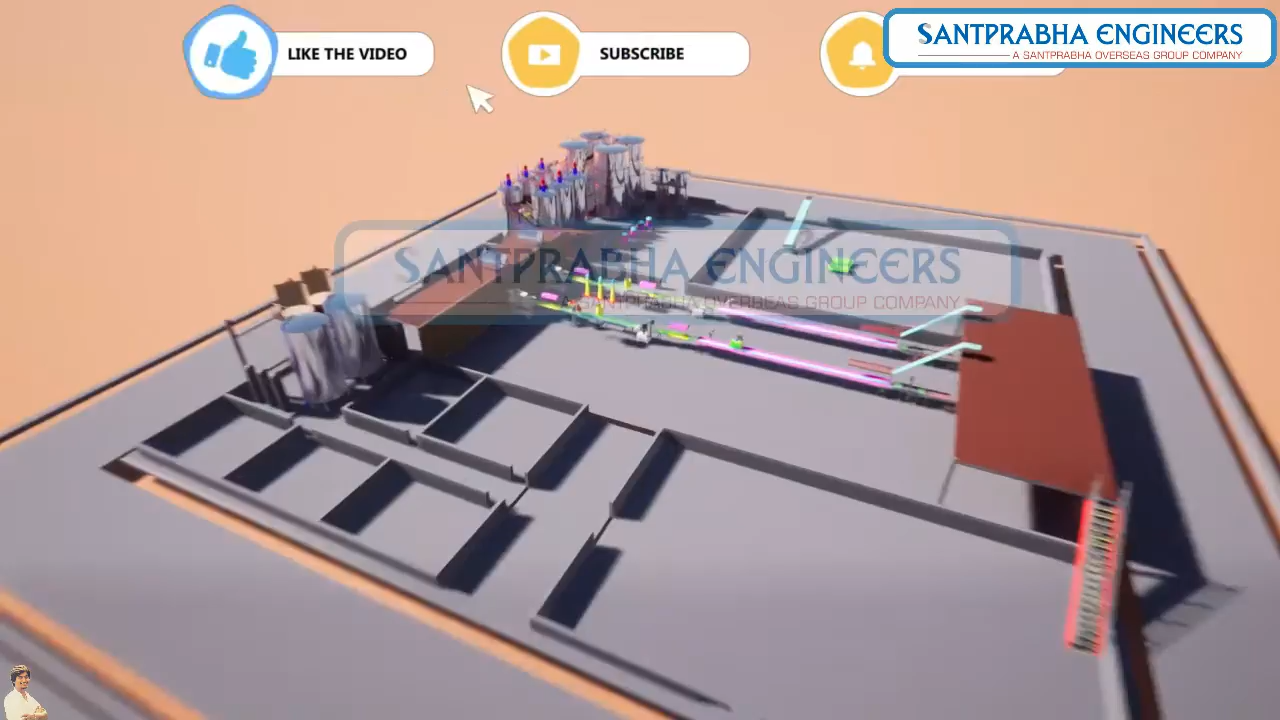 LIKE THE VIDEO
SUBSCRIBE
SANTPRABHA ENGINEERS
A SANTPRABHA OVERSEAS GROUP COMPANY
SANTPRABHA ENGINEERS
A SANTPRABHA OVERSEAS GROUP COMPANY